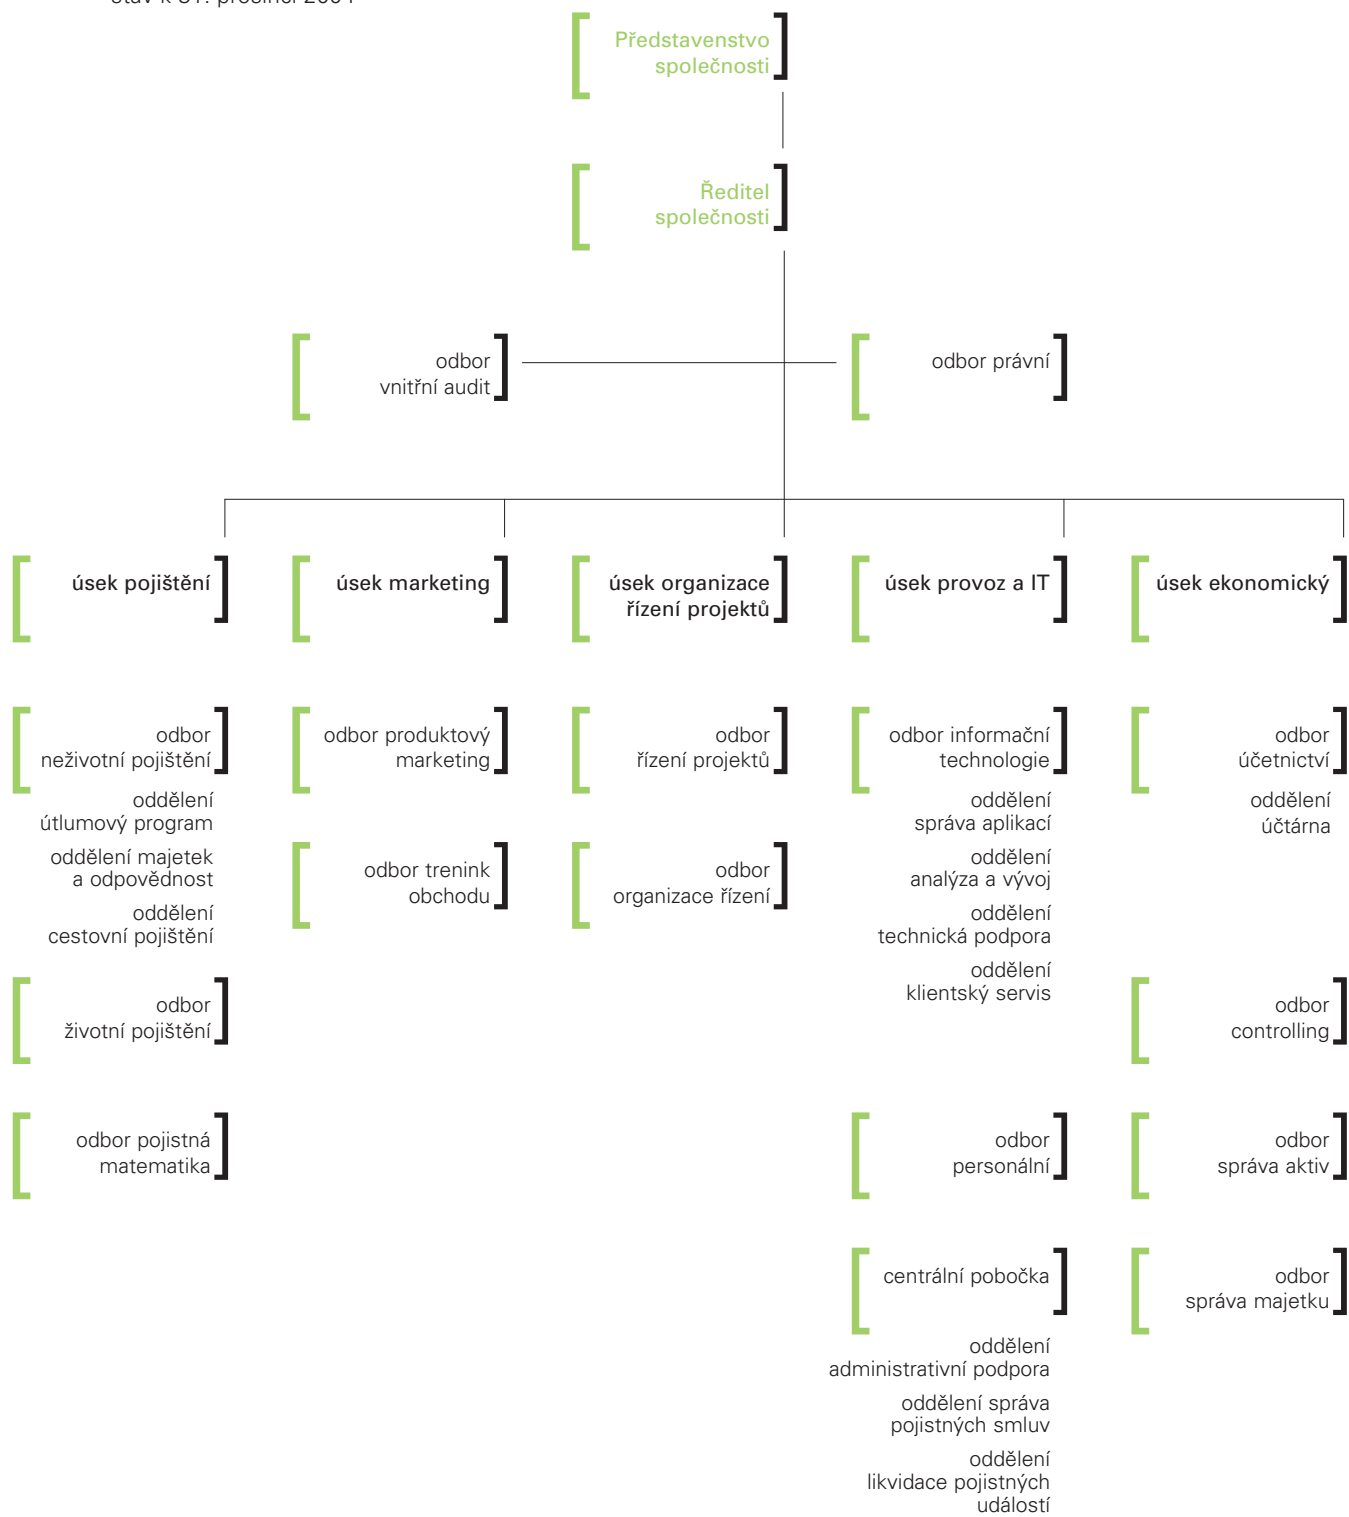 Představenstvo
společnosti
Ředitel
společnosti
odbor
vnitřní audit
odbor právní
úsek pojištění
úsek marketing
úsek organizace
řízení projektů
úsek provoz a IT
úsek ekonomický
odbor
neživotní pojištění
oddělení
útlumový program
oddělení majetek
a odpovědnost
oddělení
cestovní pojištění
odbor
životní pojištění
odbor pojistná
matematika
odbor produktový
marketing
odbor trenink
obchodu
odbor
řízení projektů
odbor
organizace řízení
odbor informační
technologie
oddělení
správa aplikací
oddělení
analýza a vývoj
oddělení
technická podpora
oddělení
klientský servis
odbor
personální
centrální pobočka
oddělení
administrativní podpora
oddělení správa
pojistných smluv
oddělení
likvidace pojistných
událostí
odbor
účetnictví
oddělení
účtárna
odbor
controlling
odbor
správa aktiv
odbor
správa majetku